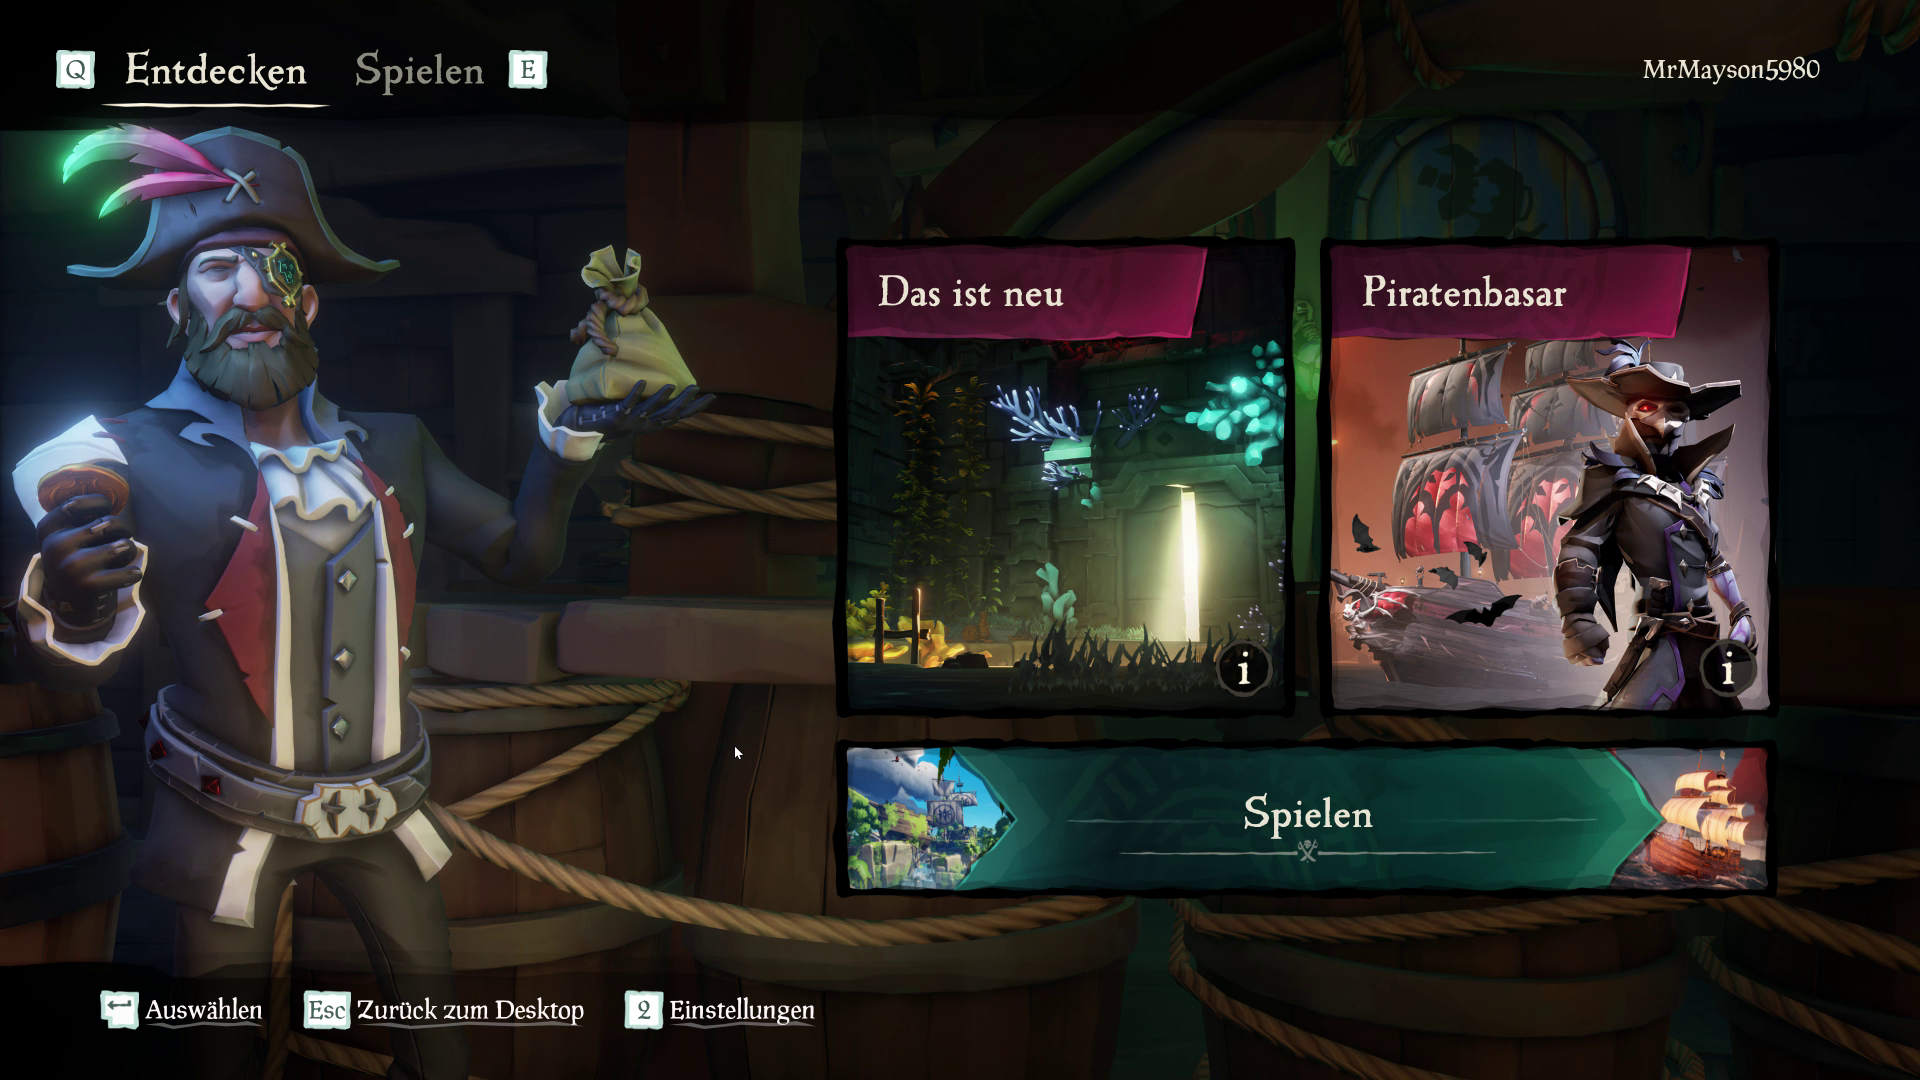 Q Entdecken Spielen E
MrMayson5980
Das ist neu
i
Piratenbasar
i
Spielen
Auswählen
Esc Zurück zum Desktop
2 Einstellungen